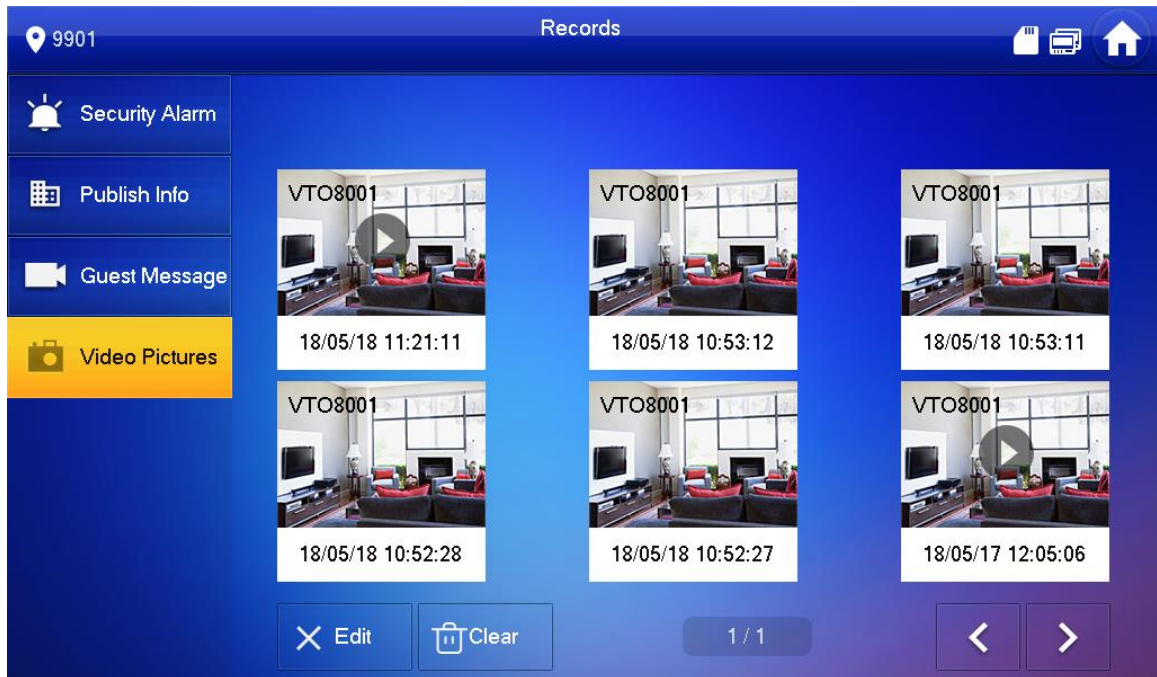 9901
Records
Security Alarm
Publish Info
Guest Message
Video Pictures
VTO8001
VTO8001
VTO8001
18/05/18 11:21:11
18/05/18 10:53:12
18/05/18 10:53:11
VTO8001
VTO8001
VTO8001
18/05/18 10:52:28
18/05/18 10:52:27
18/05/17 12:05:06
Edit
Clear
1/1